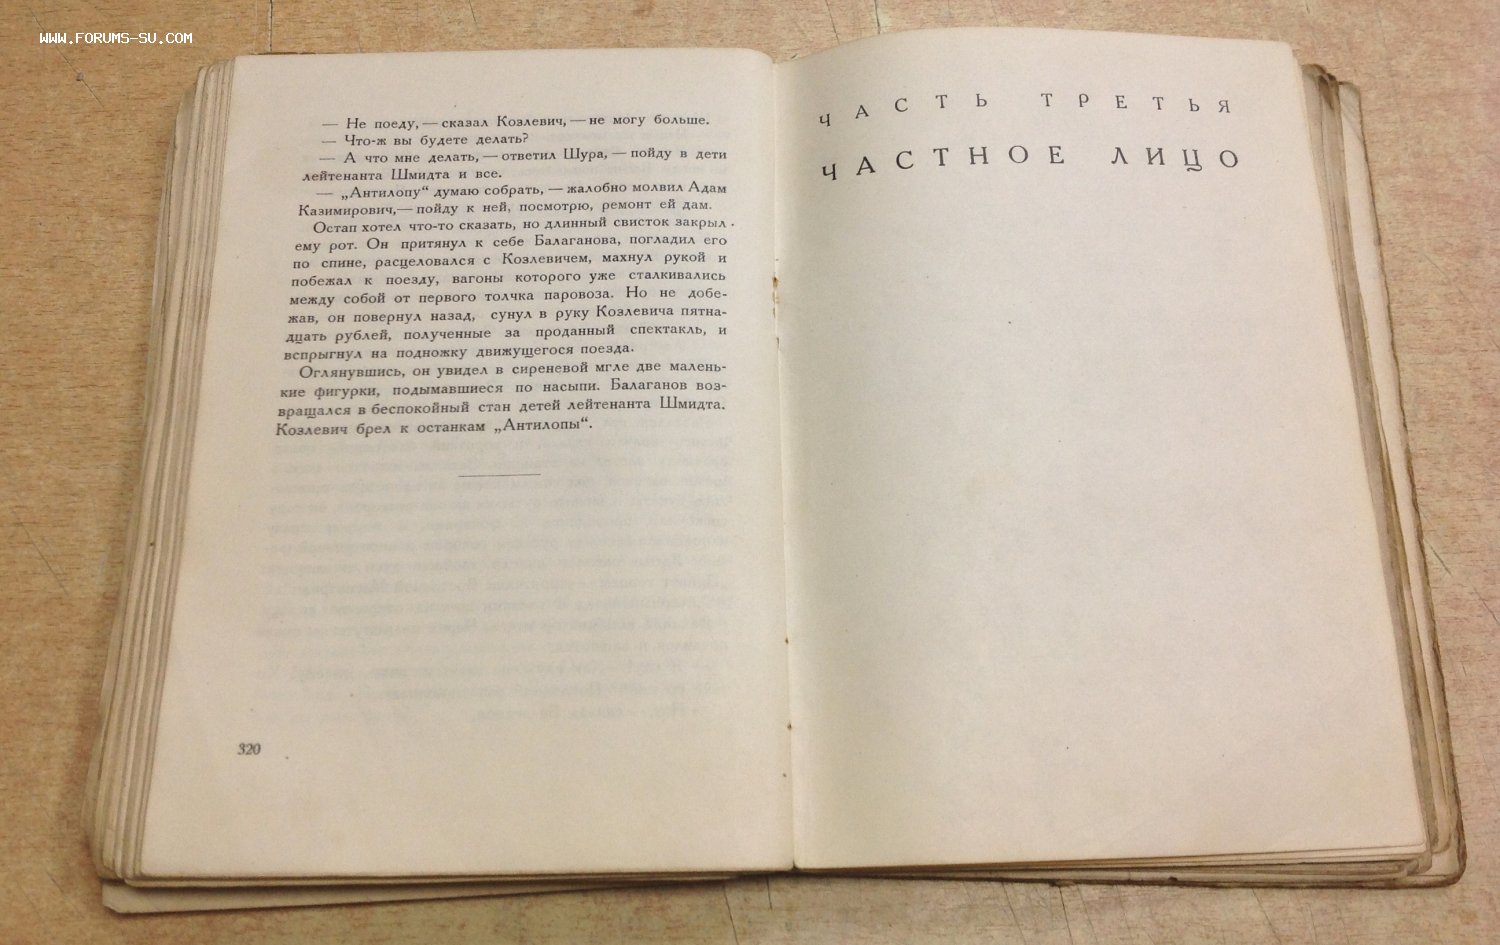 WWW.FORUMS-SU.COM
— Не поеду, — сказал Козлевич, — не могу больше.
— Что-ж вы будете делать?
— А что мне делать, — ответил Шура, — пойду в дети
лейтенанта Шмидта и все.
— „Антилопу“ думаю собрать, — жалобно молвил Адам
Казимирович,— пойду к ней, посмотрю, ремонт ей дам.
Остап хотел что-то сказать, но длинный свисток закрыл
ему рот. Он притянул к себе Балаганова, погладил его
по спине, расцеловался с Козлевичем, махнул рукой и
побежал к поезду, вагоны которого уже сталкивались
между собой от первого толчка паровоза. Но не добе-
жав, он повернул назад, сунул в руку Козлевича пятна-
дцать рублей, полученные за проданный спектакль, и
вспрыгнул на подножку движущегося поезда.
Оглянувшись, он увидел в сиреневой мгле две малень-
кие фигурки, подымавшиеся по насыпи. Балаганов воз-
вращался в беспокойный стан детей лейтенанта Шмидта.
Козлевич брел к останкам „Антилопы“.
320
ЧАСТЬ ТРЕТЬЯ
ЧАСТНОЕ ЛИЦО